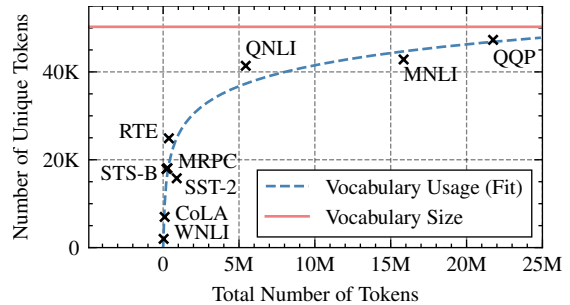 Number of Unique Tokens
40K
20K
0
QNLI
MNLI
QQP
RTE
STS-B
MRPC
SST-2
CoLA
WNLI
Vocabulary Usage (Fit)
Vocabulary Size
0 5M 10M 15M 20M 25M
Total Number of Tokens